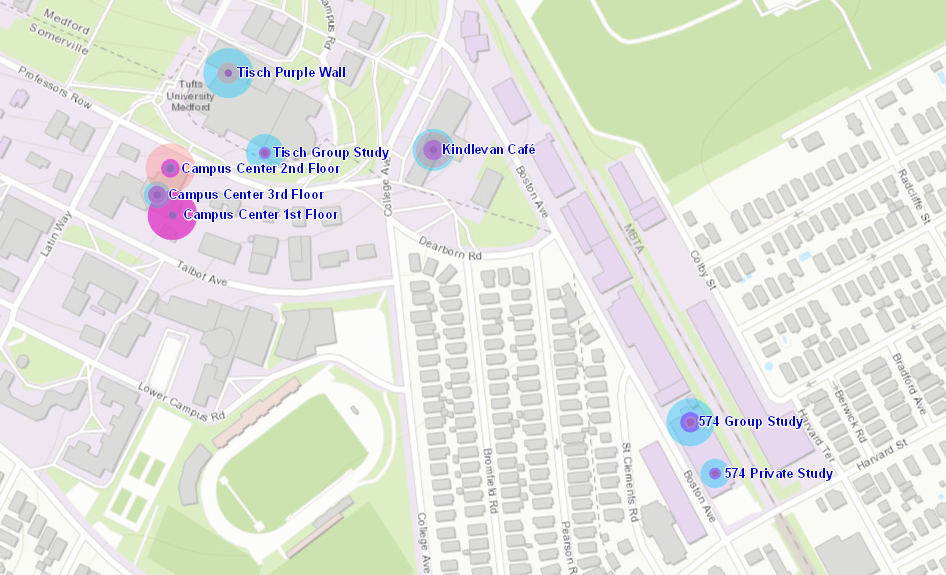 Medford
Somerville
Campus Rd
Professors Row
Tisch Purple Wall
Tufts
University
Medford
Tisch Group Study
Kindlevan Café
Campus Center 2nd Floor
Campus Center 3rd Floor
Campus Center 1st Floor
College Ave
Boston Ave
Radcliffe St
Latin Way
Dearborn Rd
MBTA
Colby St
Talbot Ave
Lower Campus Rd
Bradford Ave
Berwick Rd
Harvard Ter
Harvard St
574 Group Study
574 Private Study
Bromfield Rd
St Clements Rd
Boston Ave
College Ave
Pearson R